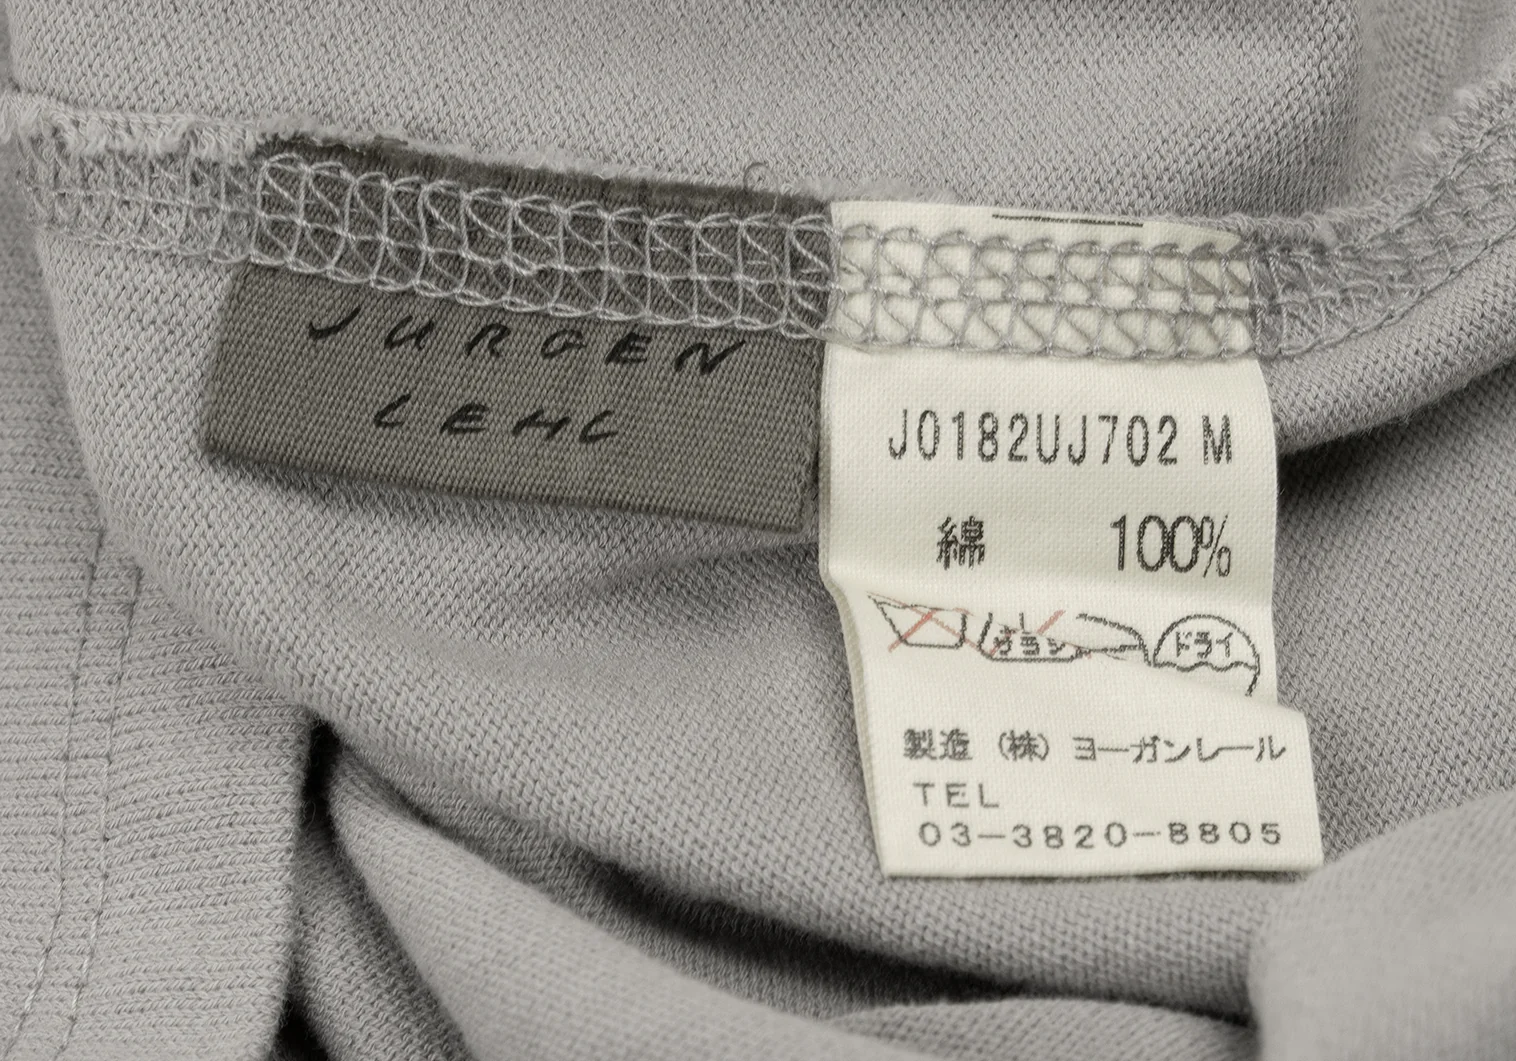 JURGEN
LEHL
J0182UJ702 M
綿 100%
ドライ
製造 (株) ヨーガンレール
TEL
03-3820-8805